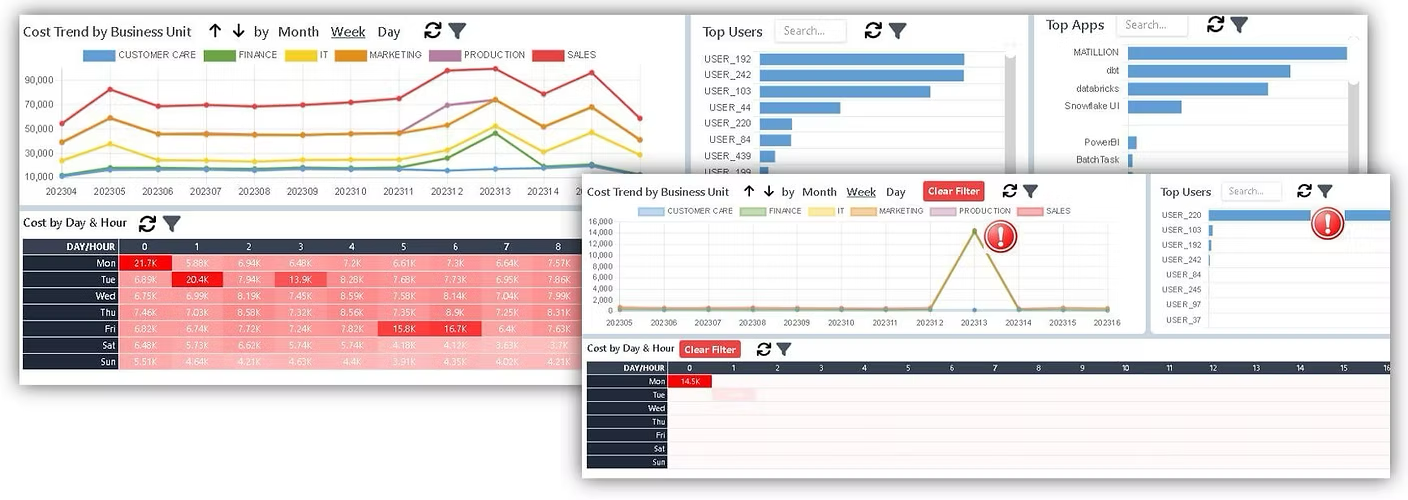 Cost Trend by Business Unit by Month Week Day
CUSTOMER CARE FINANCE IT MARKETING PRODUCTION SALES
90,000
70,000
50,000
30,000
10,000
202304 202305 202306 202307 202308 202309 202310 202311 202312 202313 202314
Top Users Search...
USER_192
USER_242
USER_103
USER_44
USER_220
USER_84
USER_439
USER_199
Top Apps Search...
MATILLION
dbt
databricks
Snowflake UI
PowerBI
BatchTask
Cost by Day & Hour
DAY/HOUR 0 1 2 3 4 5 6 7 8
Mon 21.7K 5.88K 6.94K 6.48K 7.2K 6.61K 7.3K 6.64K 7.57K
Tue 6.89K 20.4K 7.94K 13.9K 8.28K 7.68K 7.73K 6.95K 7.86K
Wed 6.75K 6.99K 8.19K 7.45K 8.59K 7.58K 8.14K 7.04K 7.99K
Thu 7.46K 7.03K 8.58K 7.32K 8.56K 7.35K 8.9K 7.25K 8.31K
Fri 6.82K 6.74K 7.72K 7.24K 7.82K 15.8K 16.7K 6.4K 7.63K
Sat 6.48K 5.73K 6.62K 5.74K 5.74K 4.18K 4.12K 3.63K 3.7K
Sun 5.51K 4.64K 4.21K 4.63K 4.4K 3.91K 4.35K 4.02K 4.21K
Cost Trend by Business Unit by Month Week Day Clear Filter
CUSTOMER CARE FINANCE IT MARKETING PRODUCTION SALES
16,000
14,000
12,000
10,000
8,000
6,000
4,000
2,000
0
202305 202306 202307 202308 202309 202310 202311 202312 202313 202314 202315 202316
Top Users Search...
USER_220
USER_103
USER_192
USER_242
USER_84
USER_245
USER_97
USER_37
Cost by Day & Hour Clear Filter
DAY/HOUR 0 1 2 3 4 5 6 7 8 9 10 11 12 13 14 15 16
Mon 14.5K
Tue
Wed
Thu
Fri
Sat
Sun